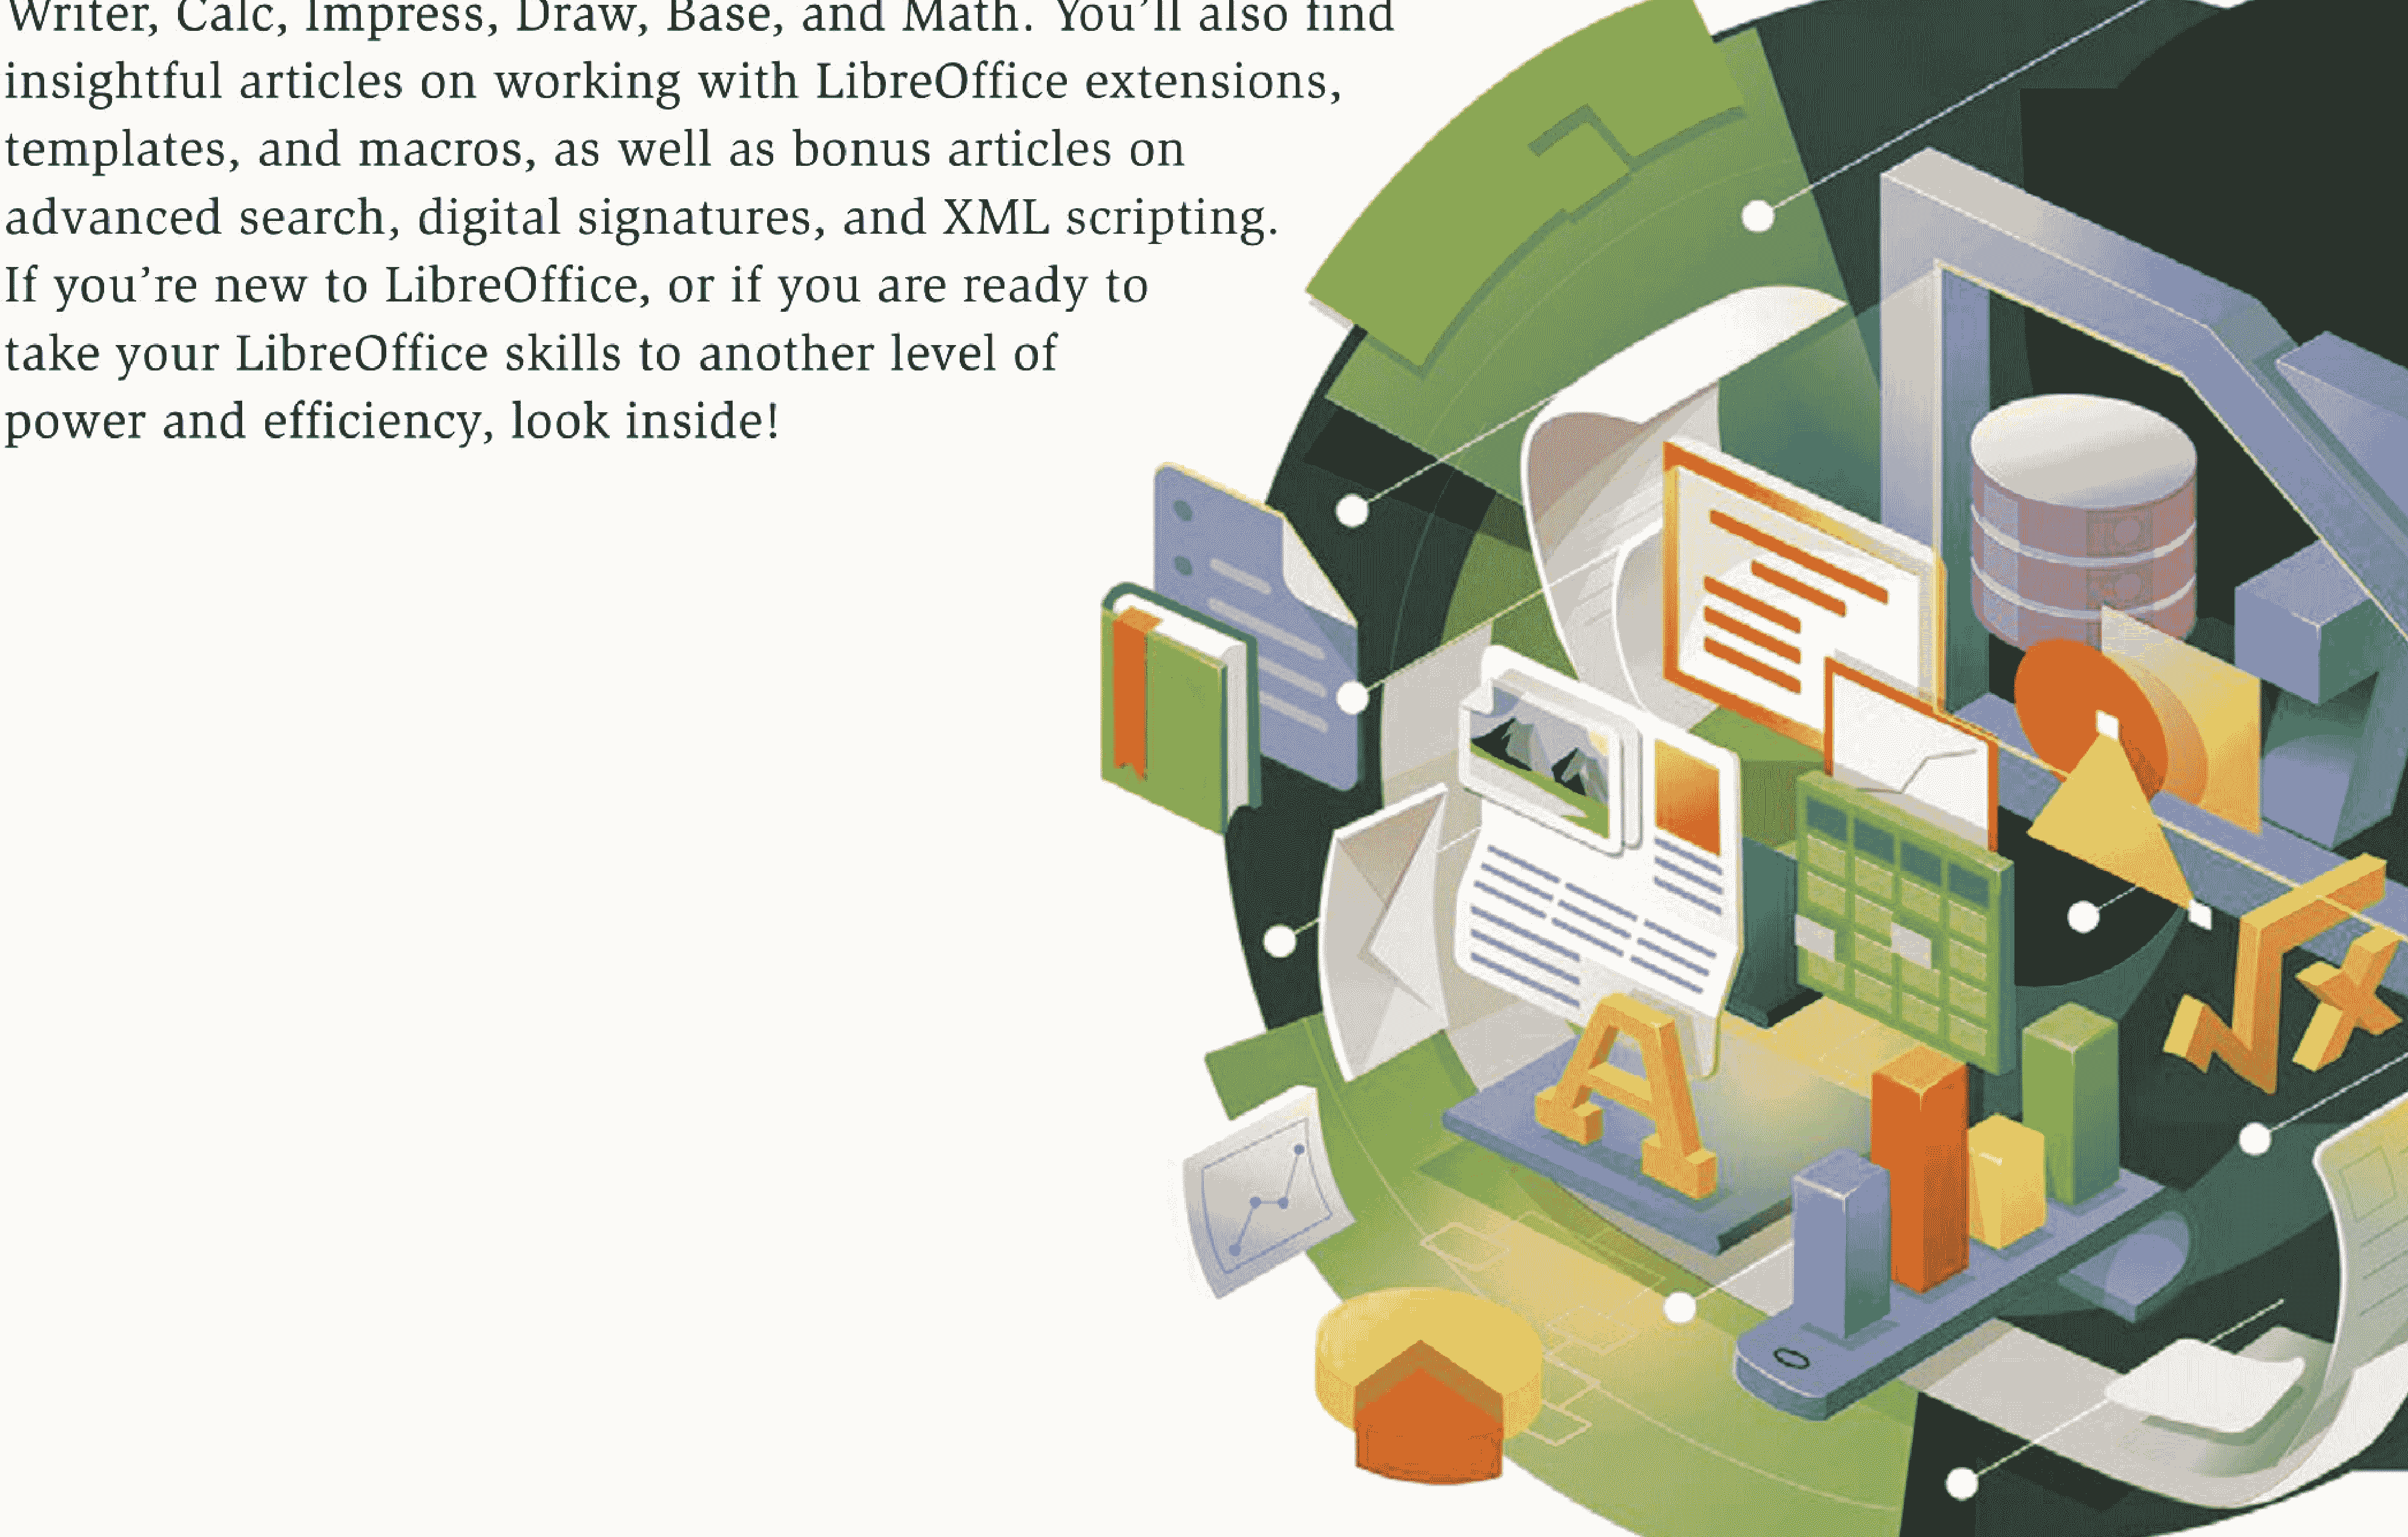 Writer, Calc, Impress, Draw, Base, and Math. You’ll also find
insightful articles on working with LibreOffice extensions,
templates, and macros, as well as bonus articles on
advanced search, digital signatures, and XML scripting.
If you’re new to LibreOffice, or if you are ready to
take your LibreOffice skills to another level of
power and efficiency, look inside!
A
√x